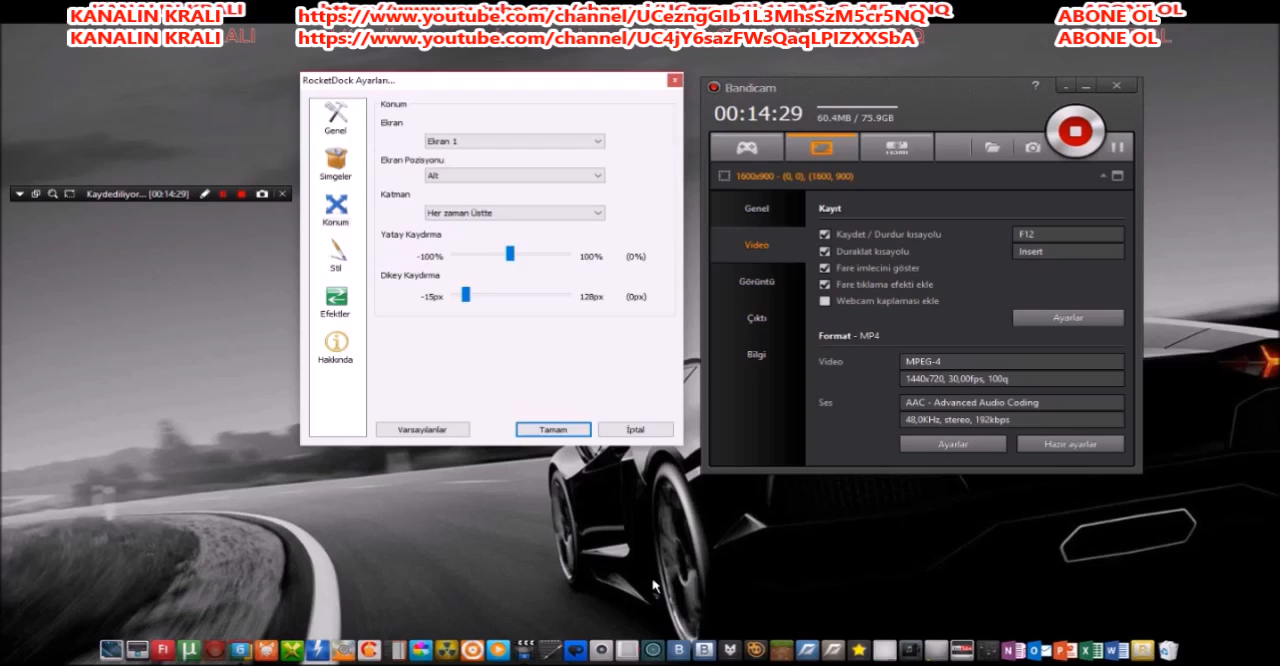 KANALIN KRALI https://www.youtube.com/channel/UCezngGIb1L3MhsSzM5cr5NQ ABONE OL
KANALIN KRALI https://www.youtube.com/channel/UC4jY6sazFWsQaqLPIZXXSbA ABONE OL
RocketDock Ayarları...
Genel
Simgeler
Konum
Stil
Efektler
Hakkında
Konum
Ekran
Ekran 1
Ekran Pozisyonu
Alt
Katman
Her zaman Üstte
Yatay Kaydırma
-100% 100% (0%)
Dikey Kaydırma
-15px 128px (0px)
Varsayılanlar Tamam İptal
Kaydediliyor... [00:14:29]
Bandicam
00:14:29 60.4MB / 75.9GB
HDMI
1600x900 - (0, 0), (1600, 900)
Genel
Video
Görüntü
Çıktı
Bilgi
Kayıt
Kaydet / Durdur kısayolu F12
Duraklat kısayolu Insert
Fare imlecini göster
Fare tıklama efekti ekle
Webcam kaplaması ekle
Ayarlar
Format - MP4
Video MPEG-4
1440x720, 30,00fps, 100q
Ses AAC - Advanced Audio Coding
48,0KHz, stereo, 192kbps
Ayarlar Hazır ayarlar